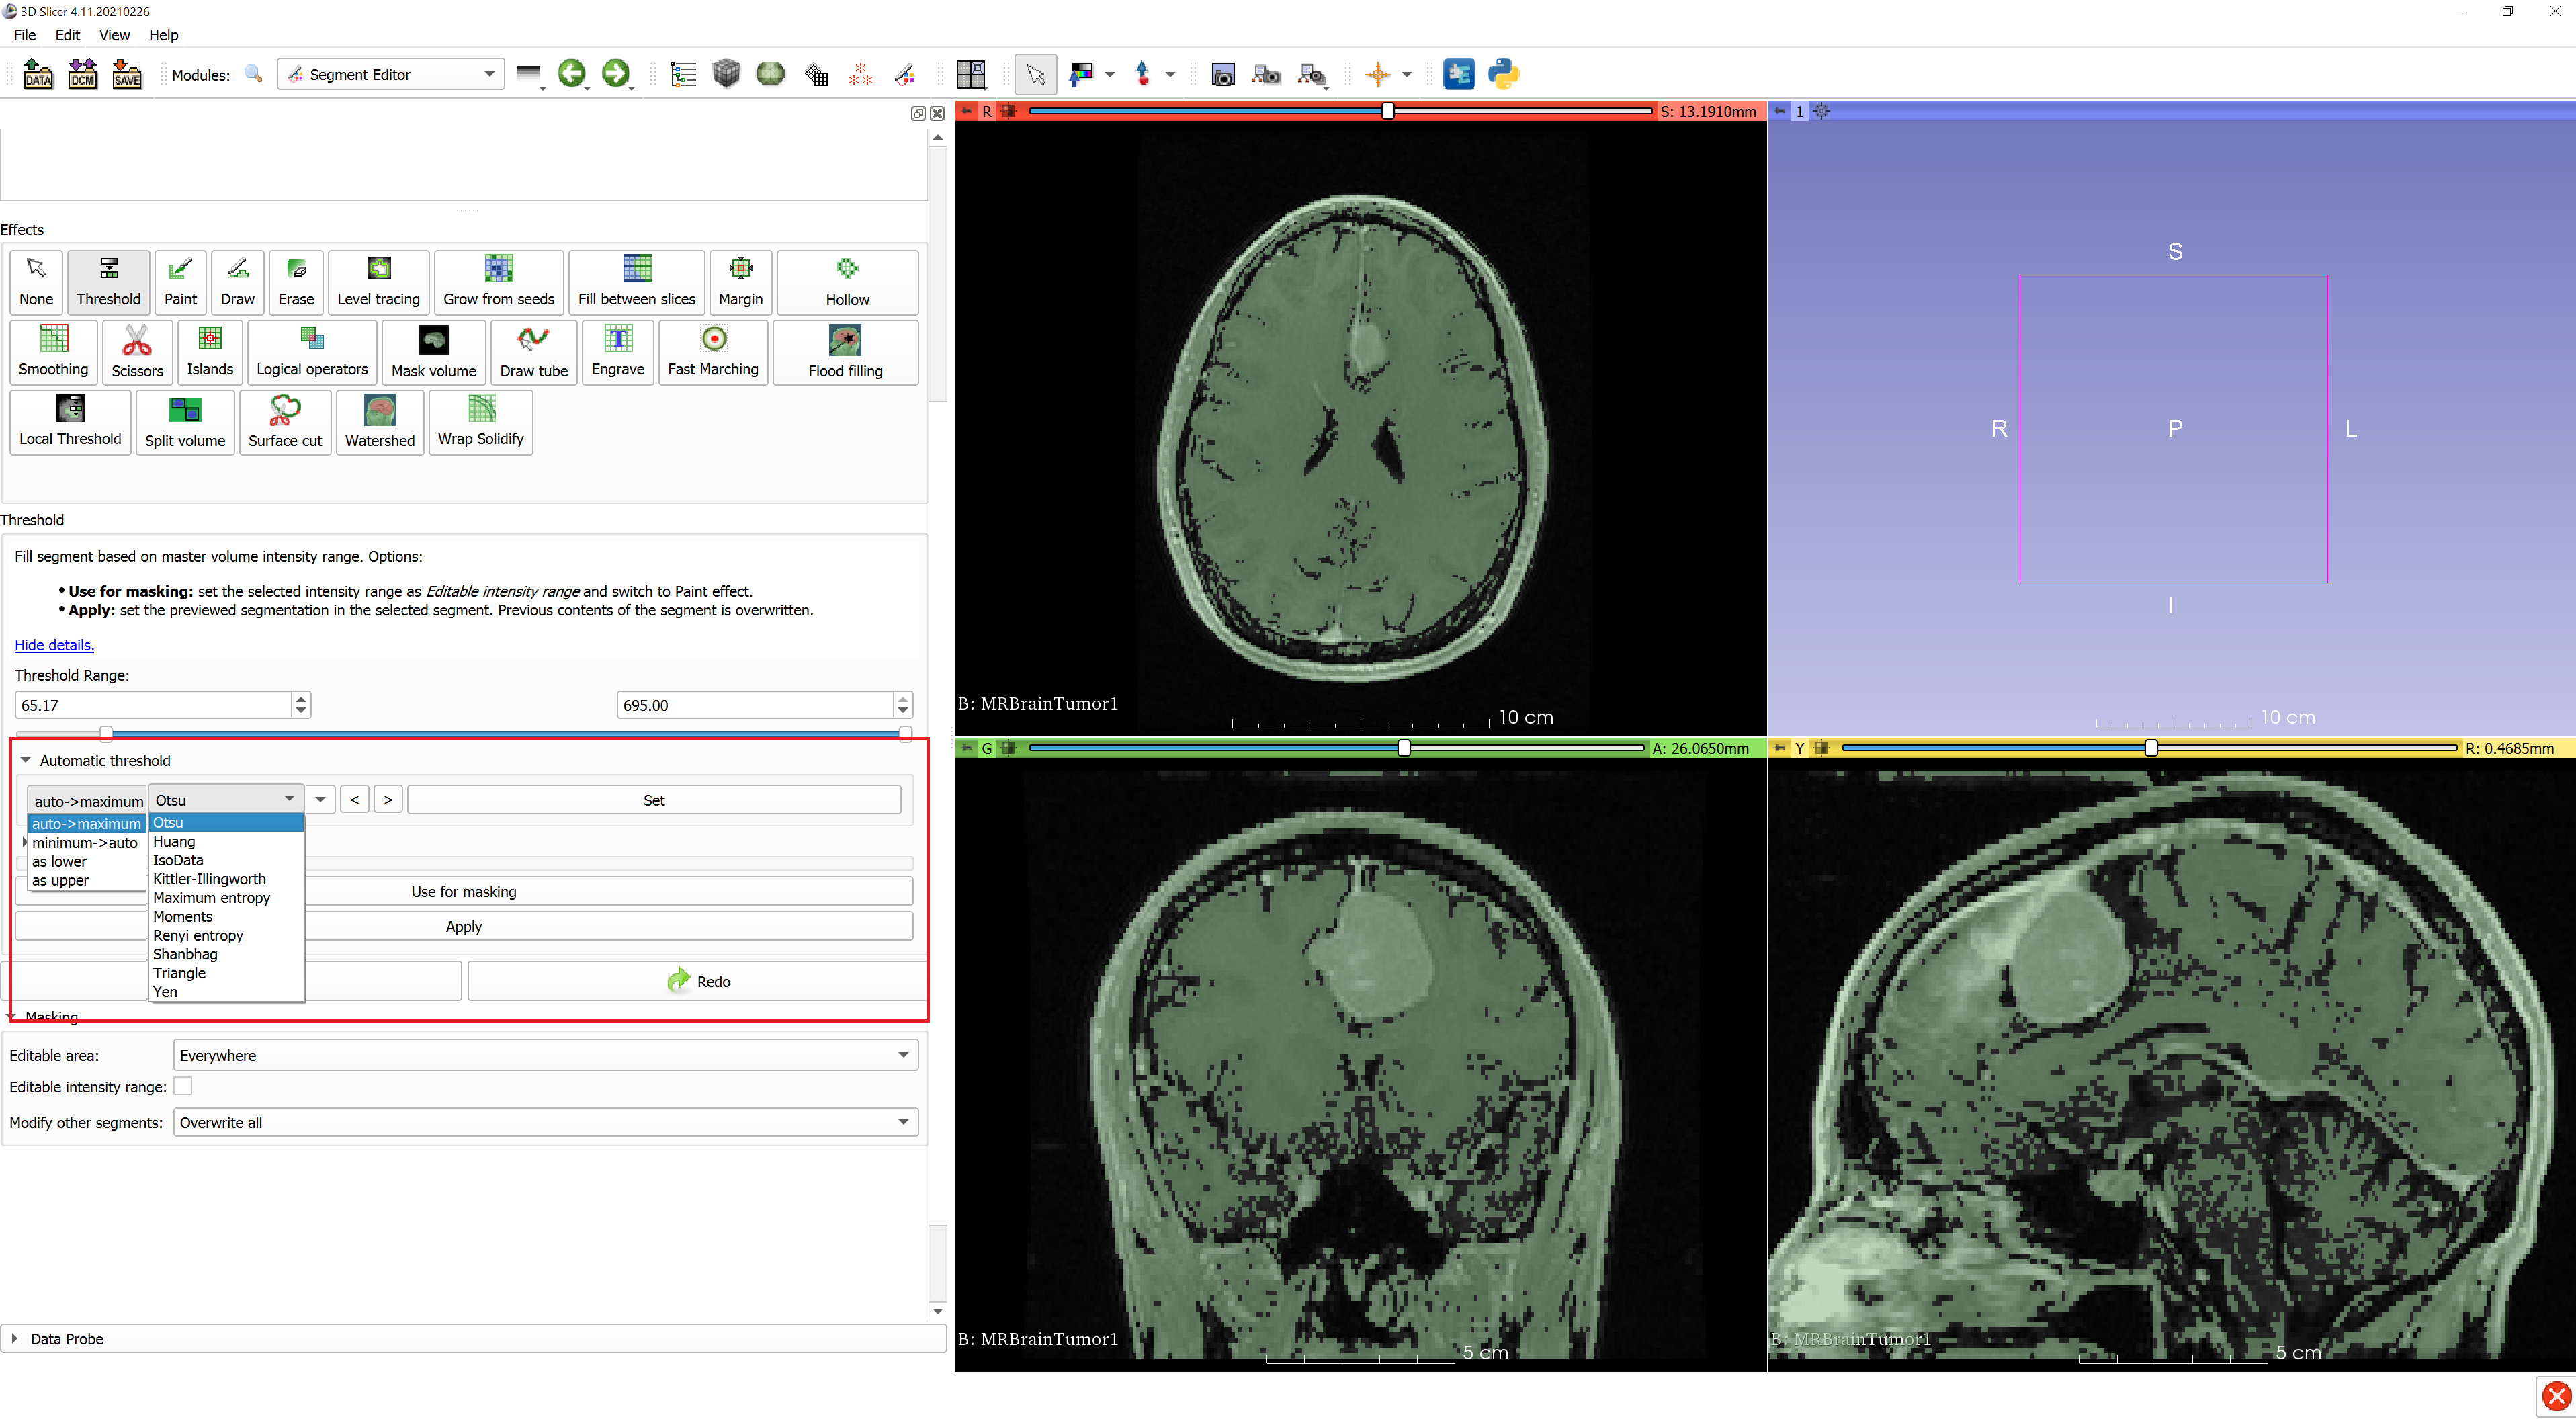 3D Slicer 4.11.20210226
File Edit View Help
DATA DCM SAVE Modules: Segment Editor
R S: 13.1910mm
1
Effects
None Threshold Paint Draw Erase Level tracing Grow from seeds Fill between slices Margin Hollow
Smoothing Scissors Islands Logical operators Mask volume Draw tube Engrave Fast Marching Flood filling
Local Threshold Split volume Surface cut Watershed Wrap Solidify
Threshold
Fill segment based on master volume intensity range. Options:
• Use for masking: set the selected intensity range as Editable intensity range and switch to Paint effect.
• Apply: set the previewed segmentation in the selected segment. Previous contents of the segment is overwritten.
Hide details.
Threshold Range:
65.17 695.00
Automatic threshold
auto->maximum Otsu < > Set
auto->maximum
minimum->auto
as lower
as upper
Otsu
Huang
IsoData
Kittler-Illingworth
Maximum entropy
Moments
Renyi entropy
Shanbhag
Triangle
Yen
Use for masking
Apply
Redo
Masking
Editable area: Everywhere
Editable intensity range:
Modify other segments: Overwrite all
Data Probe
B: MRBrainTumor1
10 cm
S
R P L
I
10 cm
G A: 26.0650mm
B: MRBrainTumor1
5 cm
Y R: 0.4685mm
B: MRBrainTumor1
5 cm